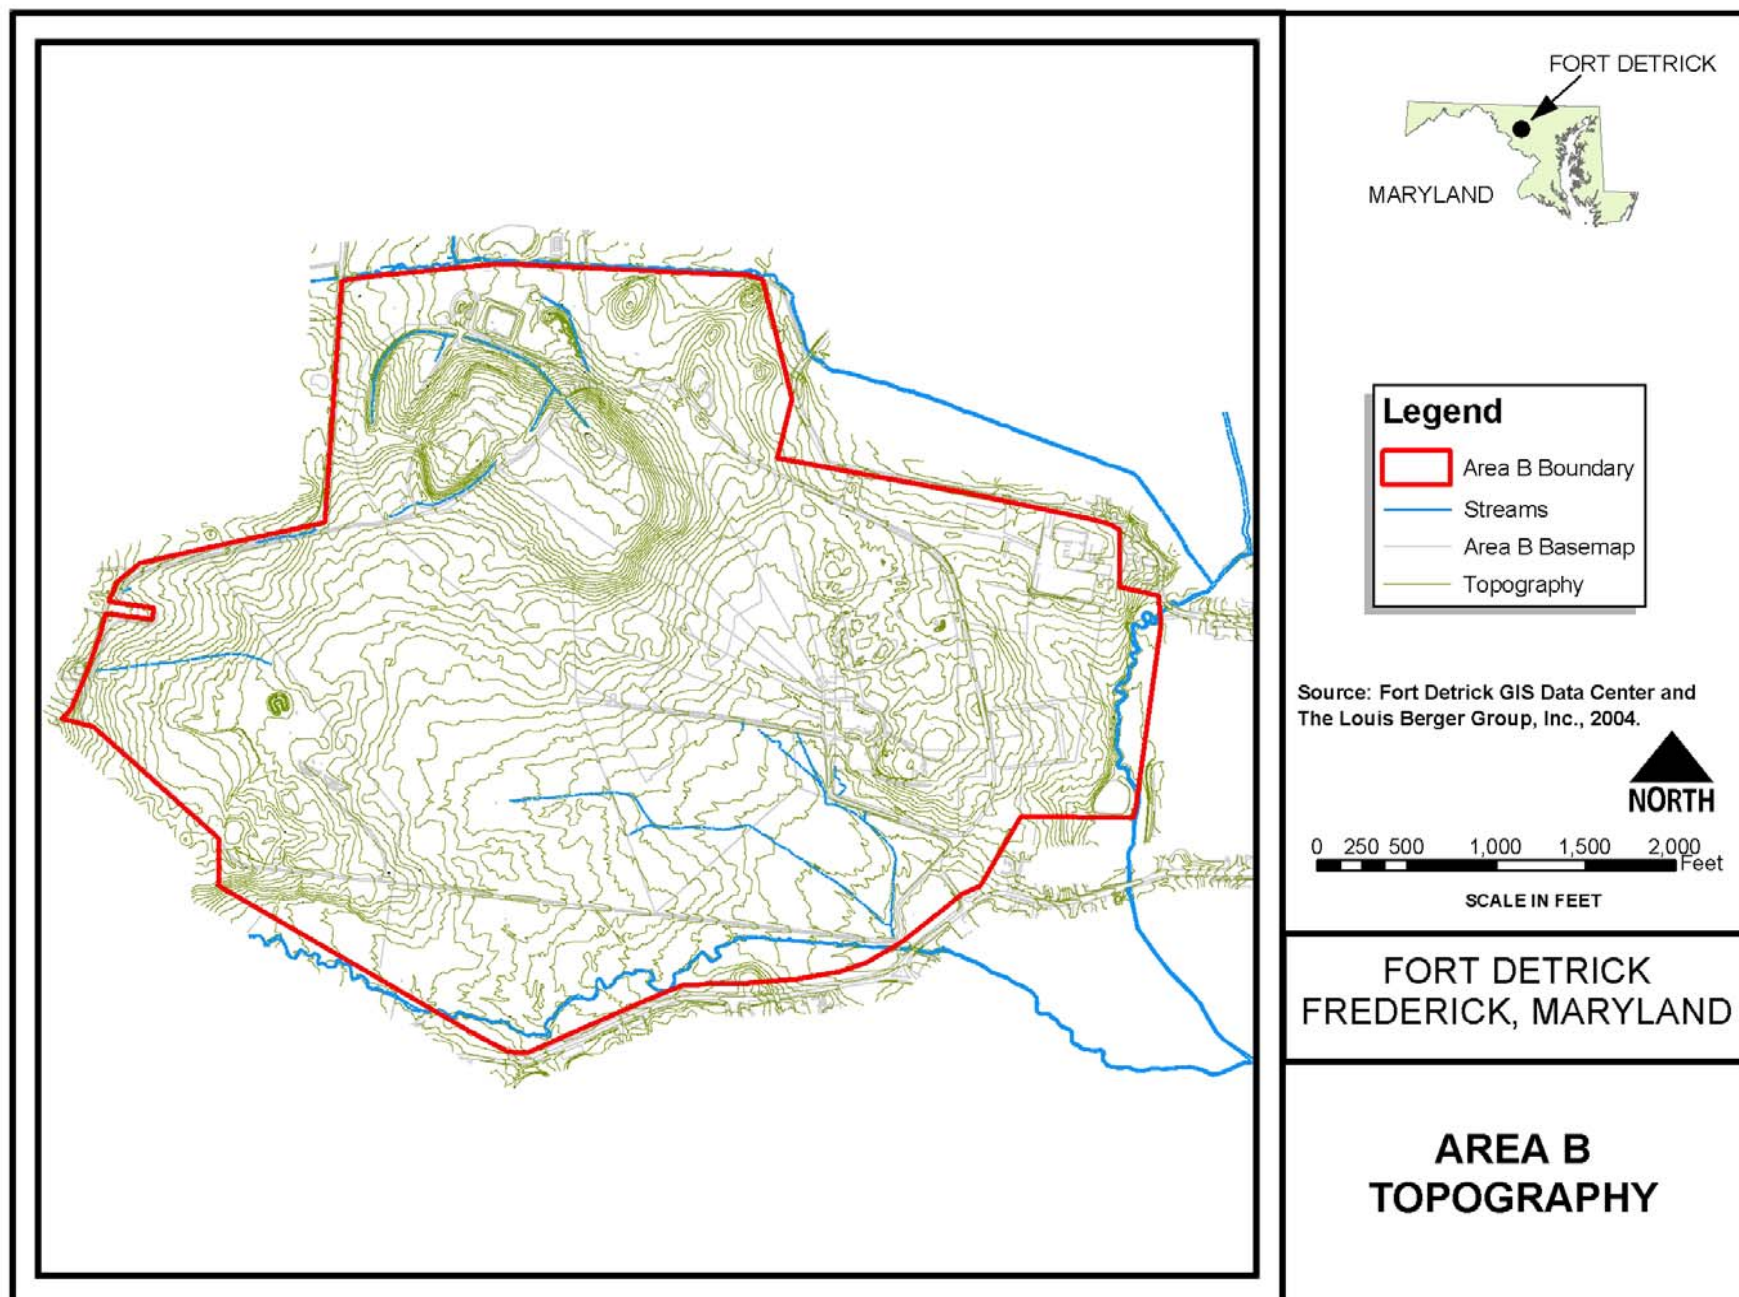 FORT DETRICK
MARYLAND
Legend
Area B Boundary
Streams
Area B Basemap
Topography
Source: Fort Detrick GIS Data Center and
The Louis Berger Group, Inc., 2004.
NORTH
0 250 500 1,000 1,500 2,000
Feet
SCALE IN FEET
FORT DETRICK
FREDERICK, MARYLAND
AREA B
TOPOGRAPHY